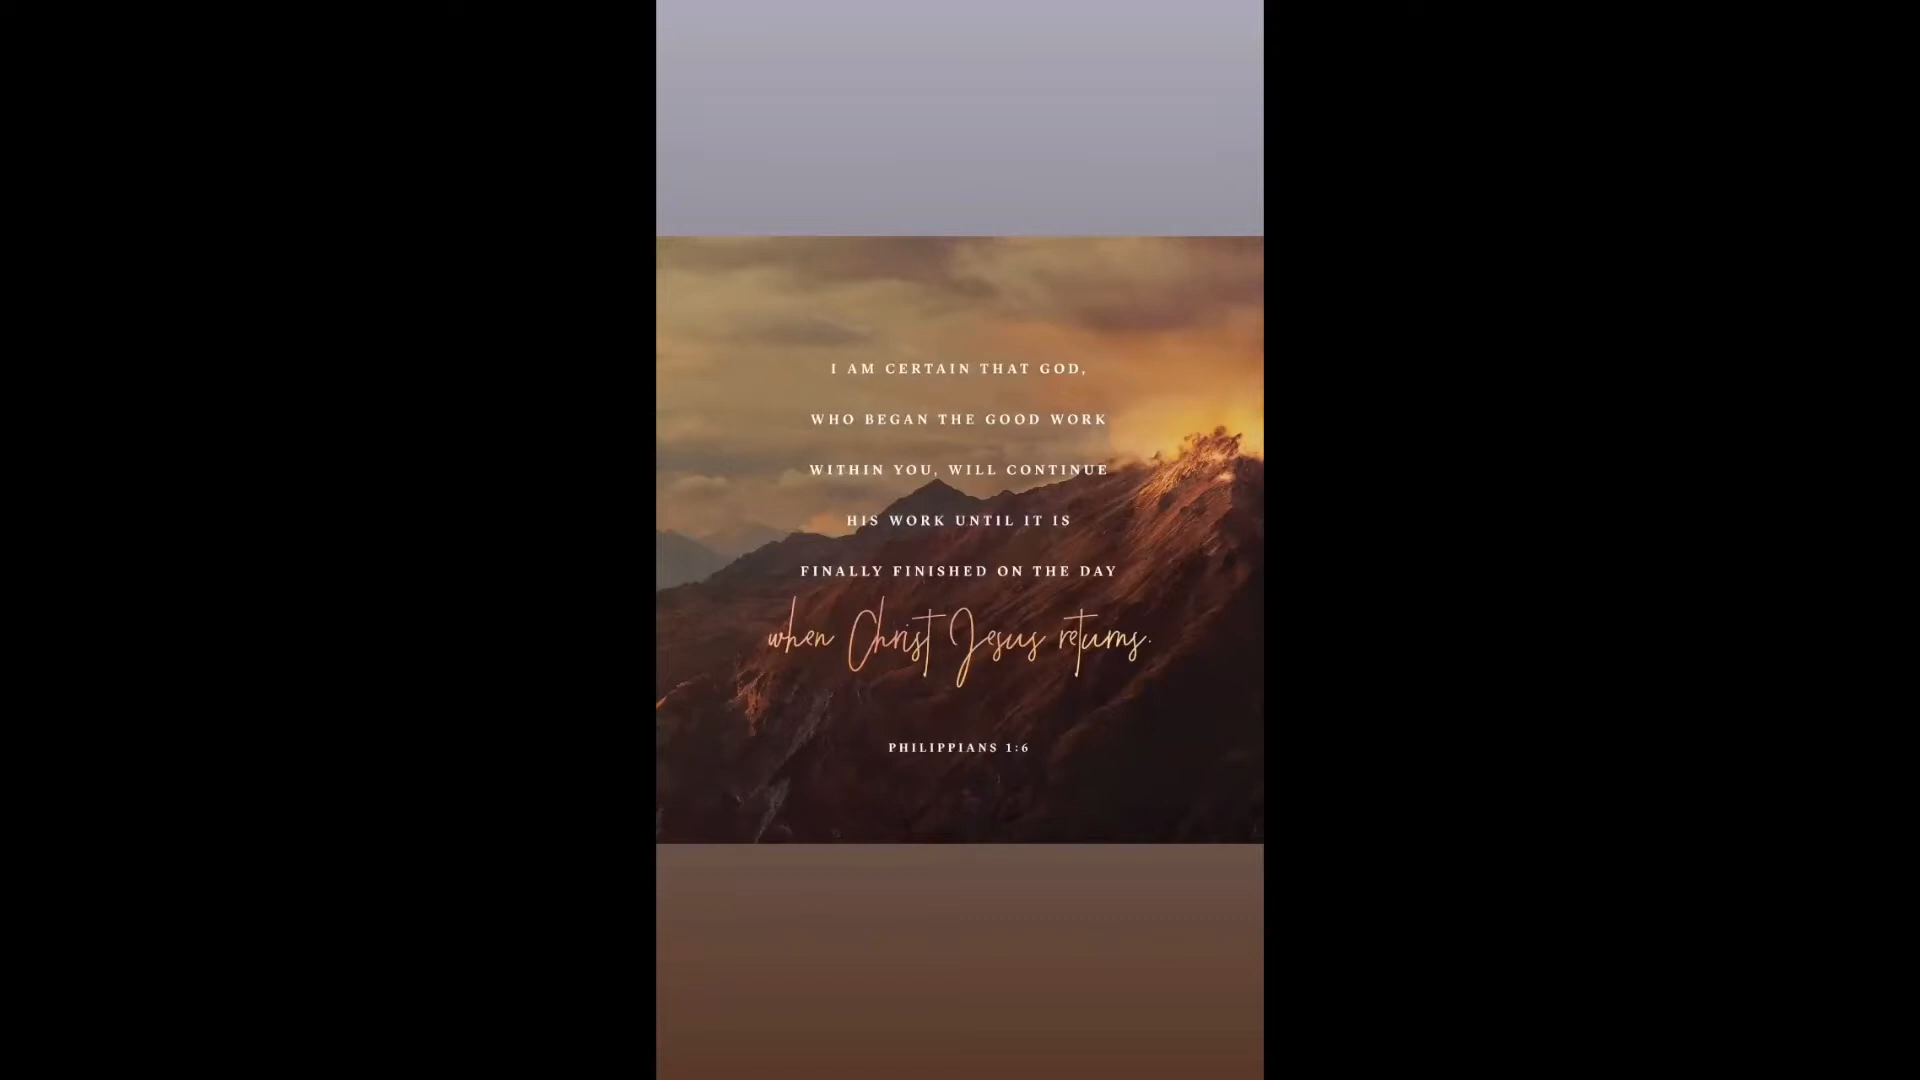 I AM CERTAIN THAT GOD,
WHO BEGAN THE GOOD WORK
WITHIN YOU, WILL CONTINUE
HIS WORK UNTIL IT IS
FINALLY FINISHED ON THE DAY
when Christ Jesus returns.
PHILIPPIANS 1:6